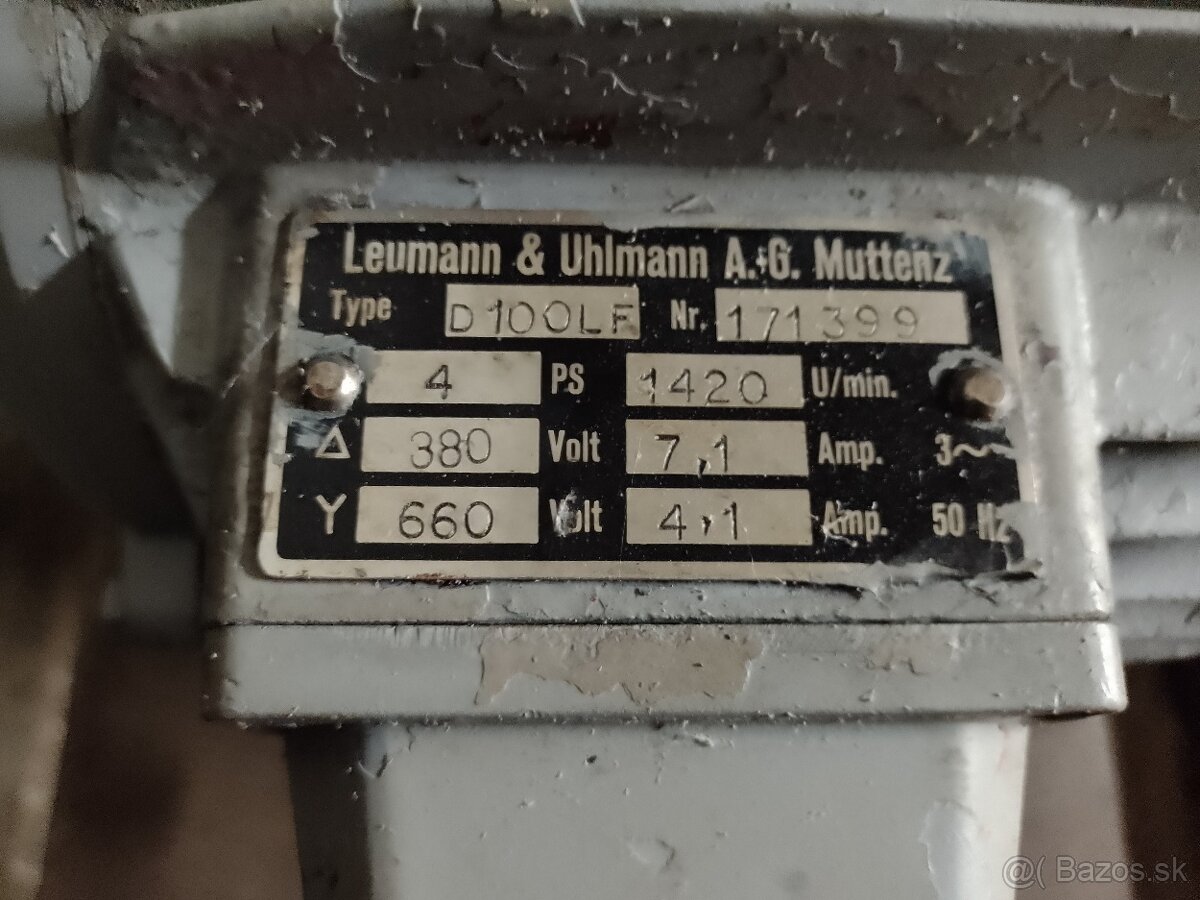 Leumann & Uhlmann A.G. Muttenz
Type D100LF Nr. 171399
4 PS 1420 U/min.
Δ 380 Volt 7,1 Amp. 3~
Y 660 Volt 4,1 Amp. 50 Hz
@( Bazos.sk